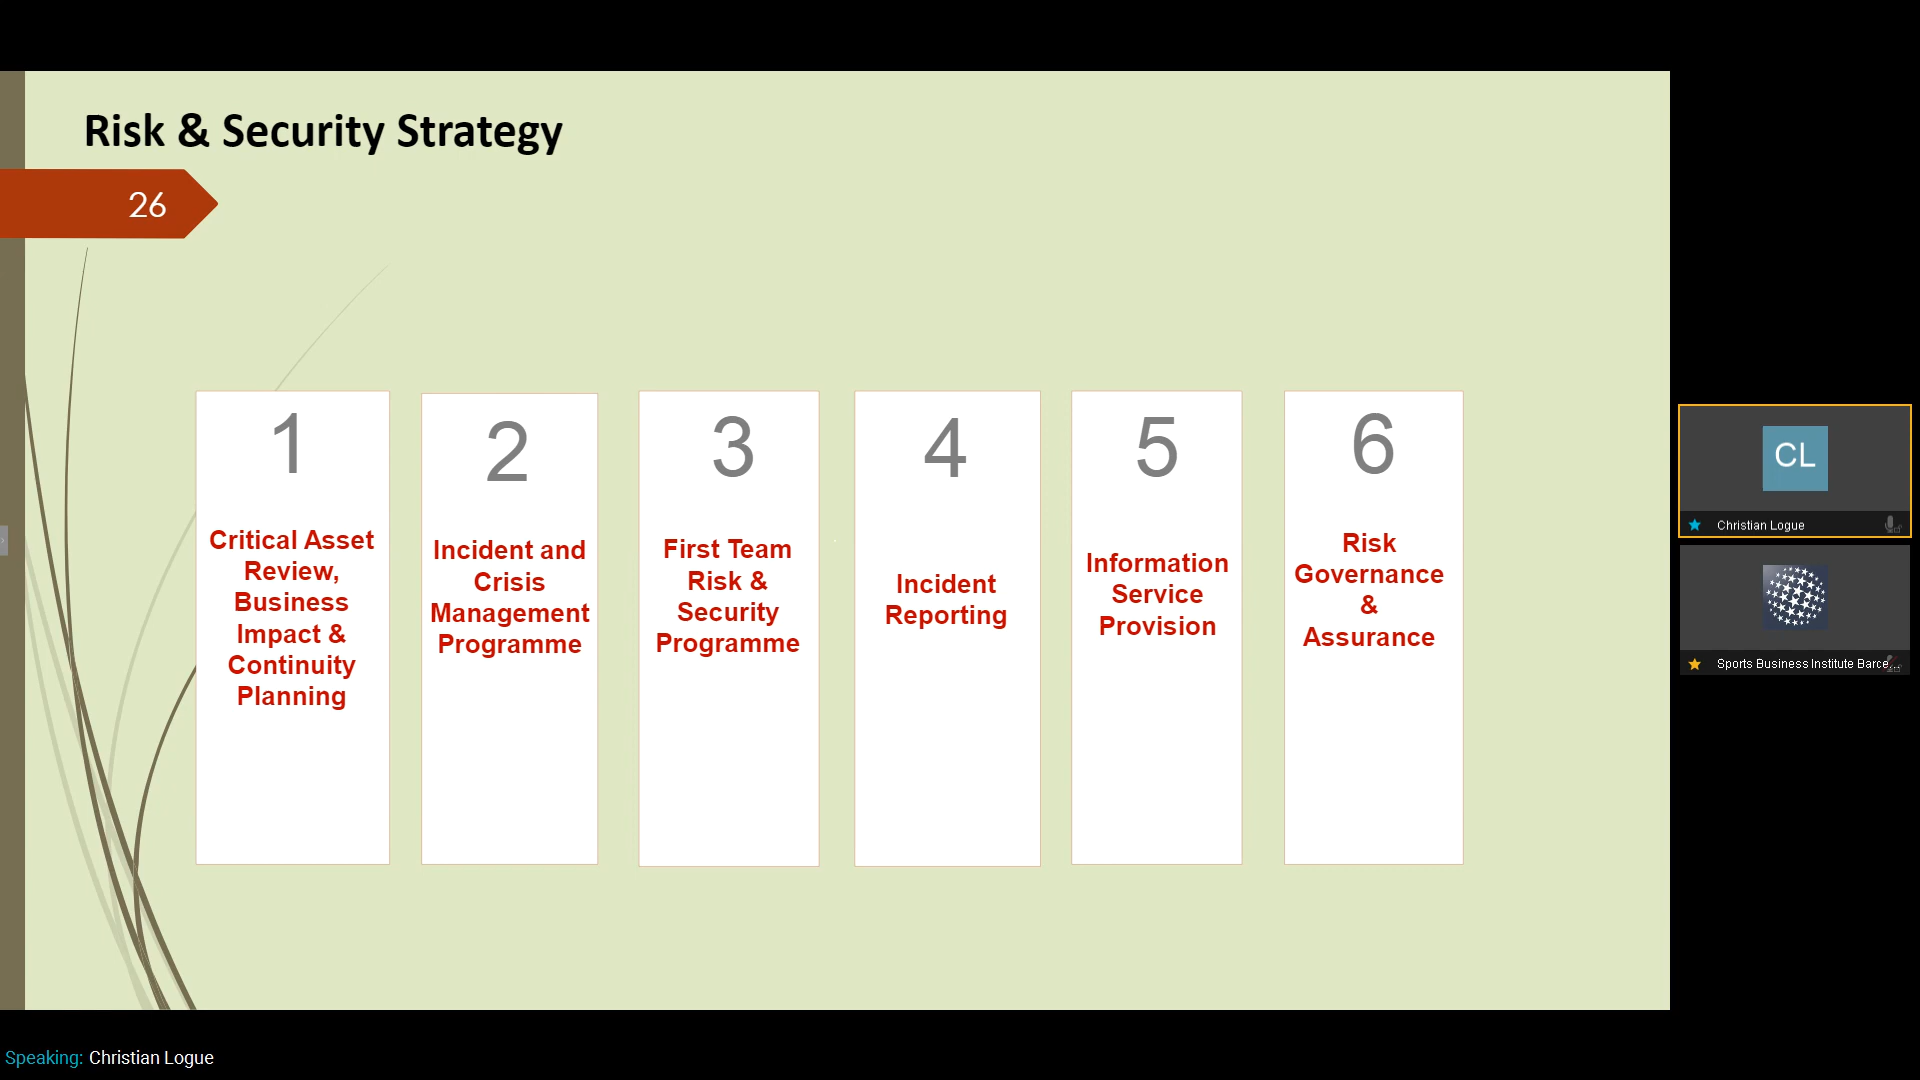 Risk & Security Strategy
26
1
Critical Asset
Review,
Business
Impact &
Continuity
Planning
2
Incident and
Crisis
Management
Programme
3
First Team
Risk &
Security
Programme
4
Incident
Reporting
5
Information
Service
Provision
6
Risk
Governance
&
Assurance
CL
Christian Logue
Sports Business Institute Barce...
Speaking: Christian Logue